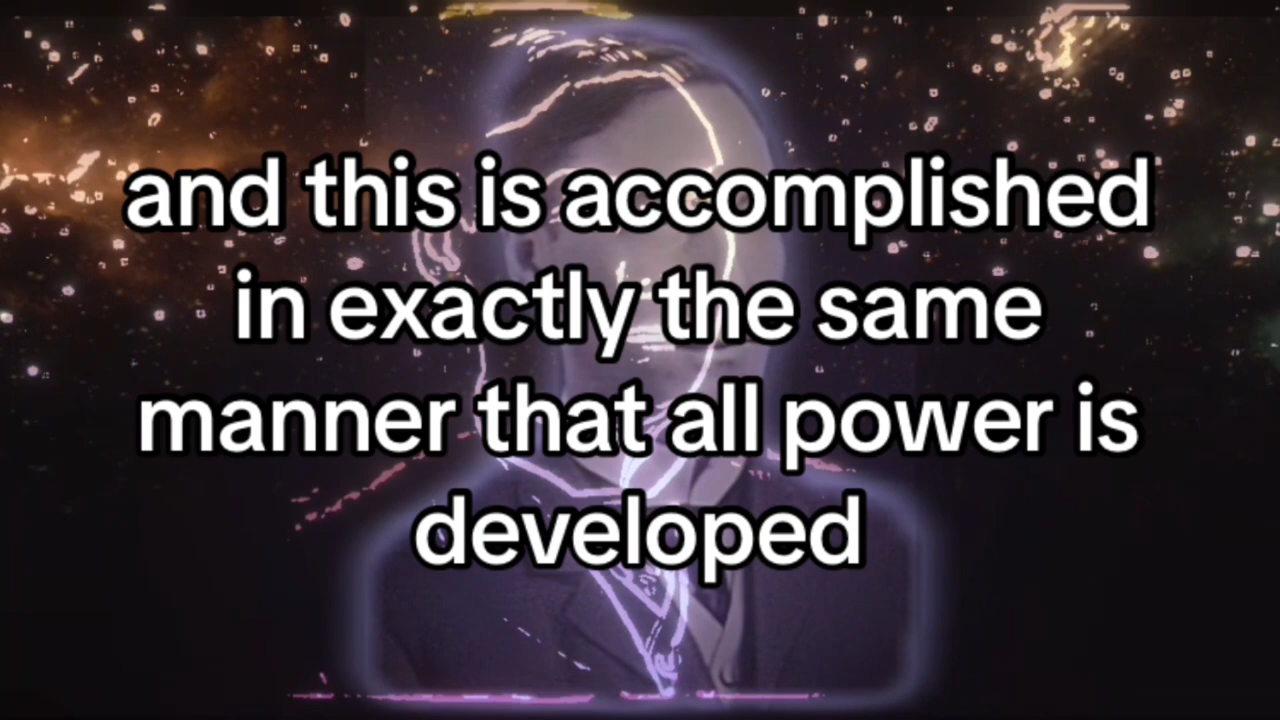 and this is accomplished
in exactly the same
manner that all power is
developed